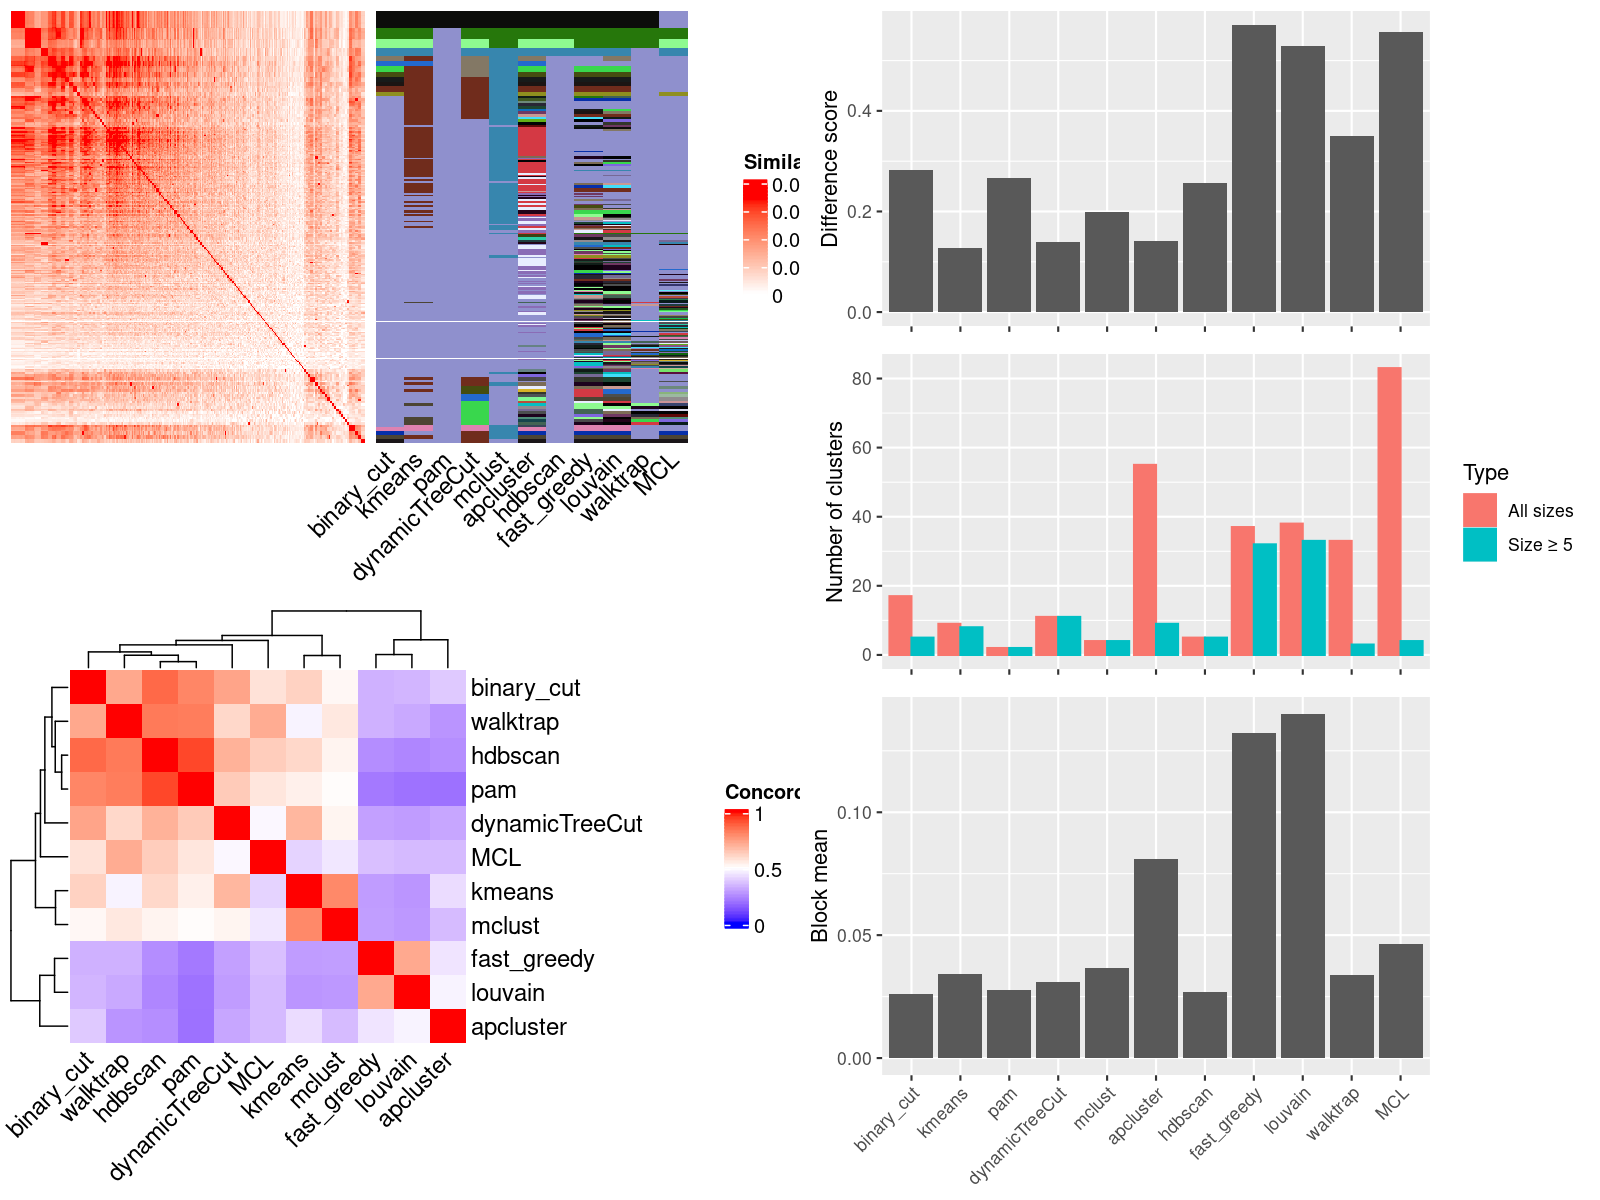 Simila
0.0
0.0
0.0
0.0
0
binary_cut
kmeans
pam
dynamicTreeCut
mclust
apcluster
hdbscan
fast_greedy
louvain
walktrap
MCL
binary_cut
walktrap
hdbscan
pam
dynamicTreeCut
MCL
kmeans
mclust
fast_greedy
louvain
apcluster
binary_cut
walktrap
hdbscan
pam
dynamicTreeCut
MCL
kmeans
mclust
fast_greedy
louvain
apcluster
Concord
1
0.5
0
Difference score
0.4
0.2
0.0
Number of clusters
80
60
40
20
0
Type
All sizes
Size ≥ 5
Block mean
0.10
0.05
0.00
binary_cut
kmeans
pam
dynamicTreeCut
mclust
apcluster
hdbscan
fast_greedy
louvain
walktrap
MCL